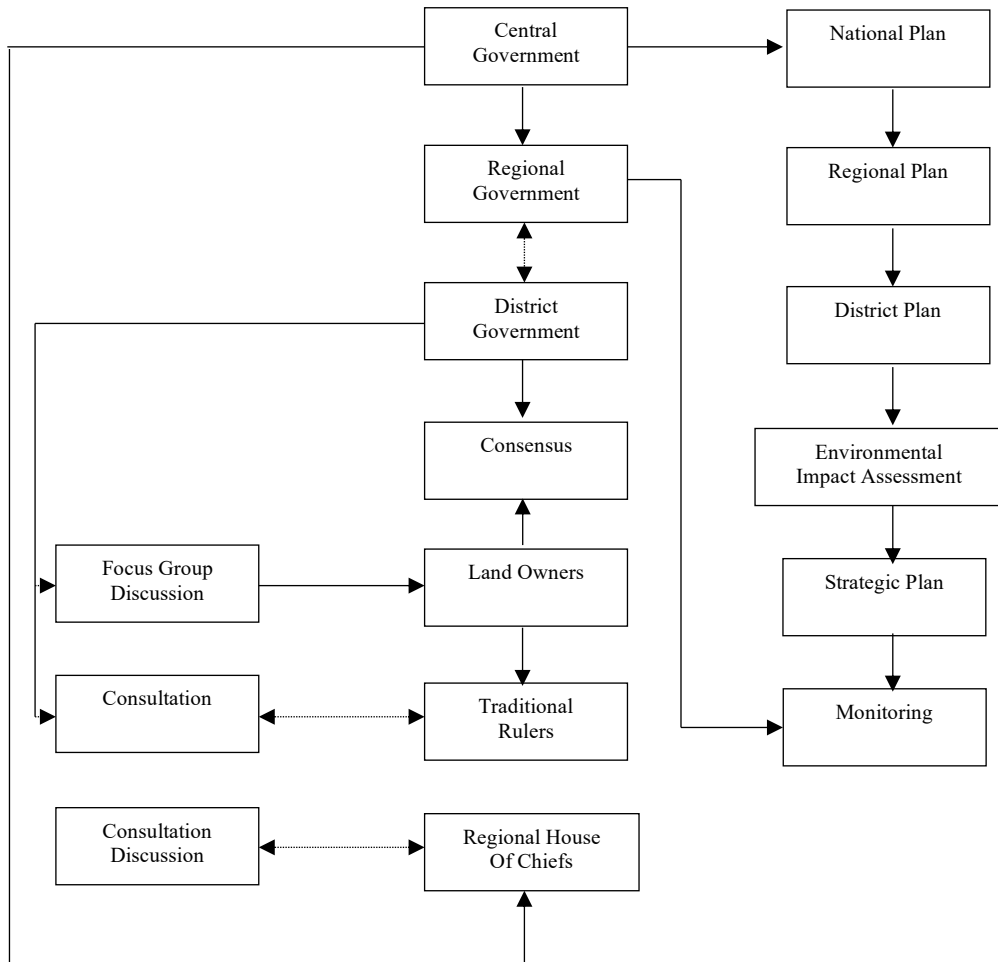 Central
Government
National Plan
Regional
Government
Regional Plan
District
Government
District Plan
Consensus
Environmental
Impact Assessment
Focus Group
Discussion
Land Owners
Strategic Plan
Consultation
Traditional
Rulers
Monitoring
Consultation
Discussion
Regional House
Of Chiefs